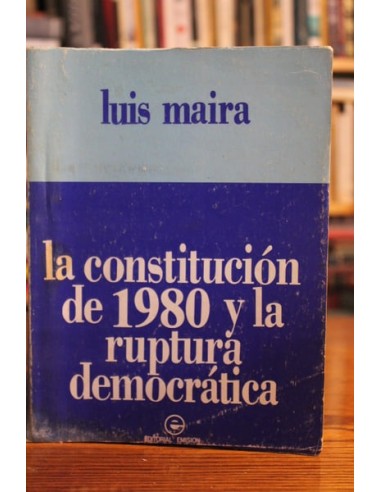 luis maira
la constitución
de 1980 y la
ruptura
democrática
e
EDITORIAL EMISION